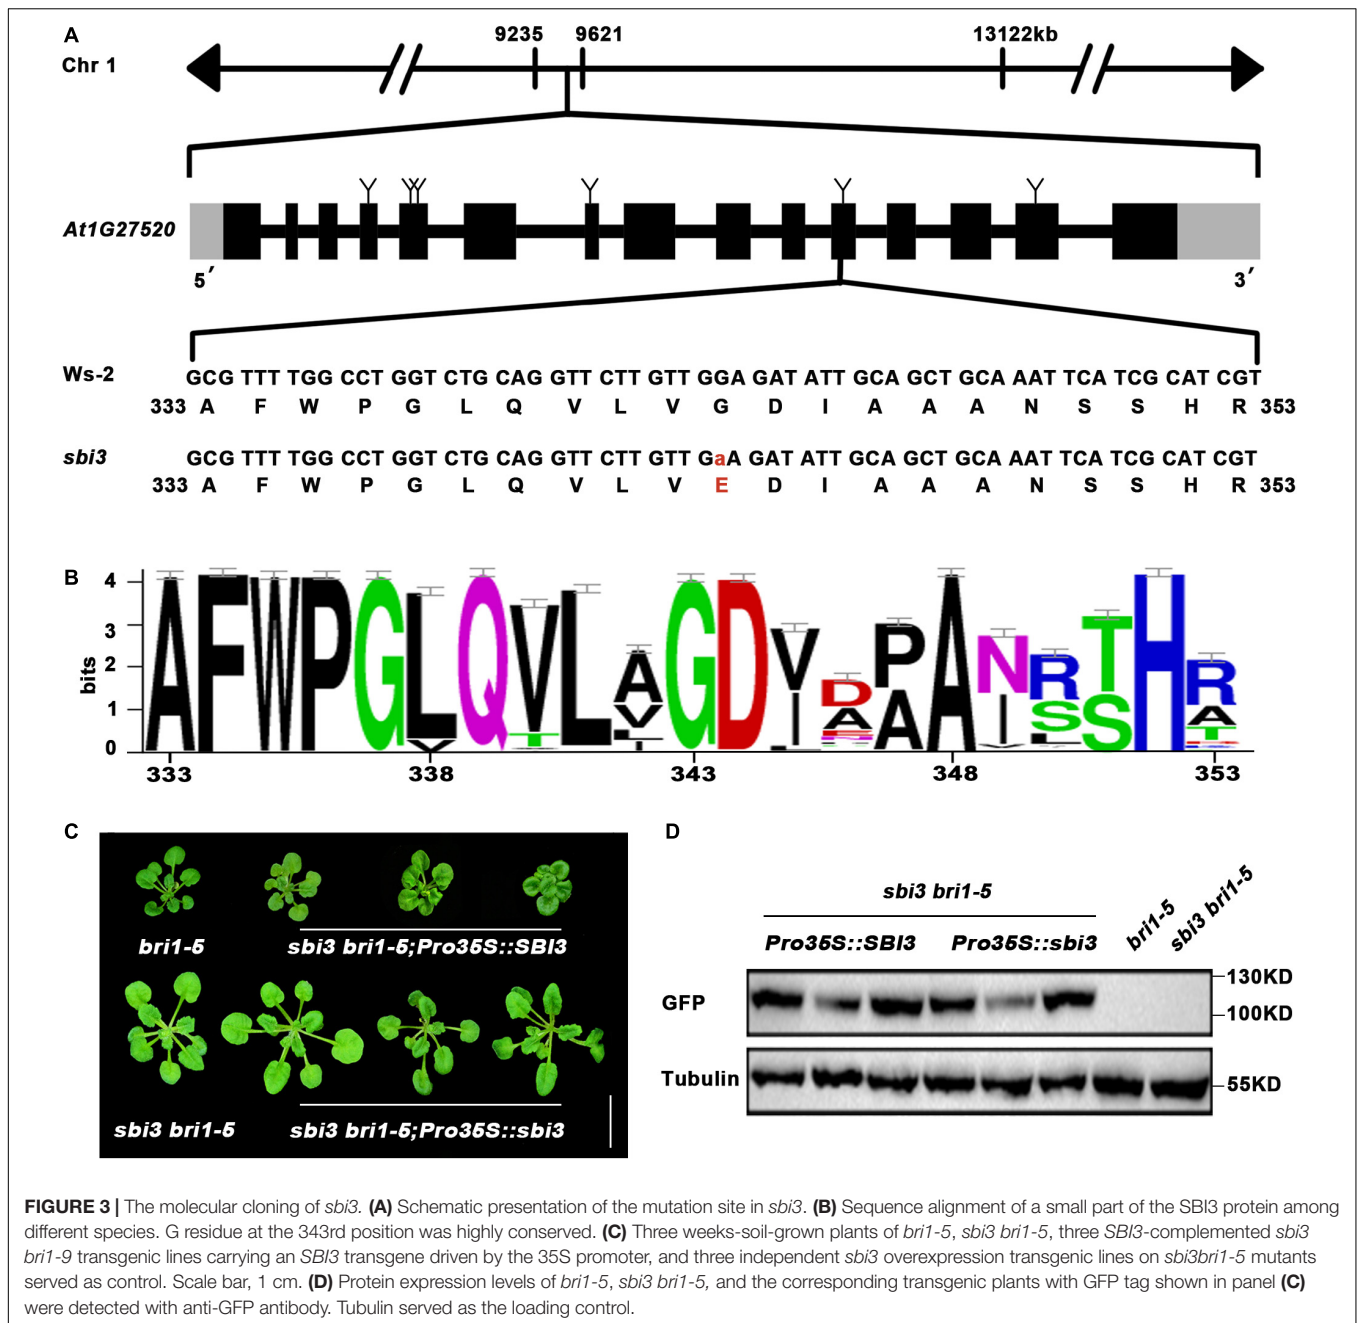 A
9235 9621 13122kb
Chr 1
At1G27520
5′ 3′
Ws-2 GCG TTT TGG CCT GGT CTG CAG GTT CTT GTT GGA GAT ATT GCA GCT GCA AAT TCA TCG CAT CGT
333 A F W P G L Q V L V G D I A A A N S S H R 353
sbi3 GCG TTT TGG CCT GGT CTG CAG GTT CTT GTT GaA GAT ATT GCA GCT GCA AAT TCA TCG CAT CGT
333 A F W P G L Q V L V E D I A A A N S S H R 353
B
bits
4
3
2
1
0
A F W P G L Q V L A G D V D P A N R T H R
V T V I A A I S S A
333 338 343 348 353
C
bri1-5 sbi3 bri1-5;Pro35S::SBI3
sbi3 bri1-5 sbi3 bri1-5;Pro35S::sbi3
D
sbi3 bri1-5
Pro35S::SBI3 Pro35S::sbi3 bri1-5 sbi3 bri1-5
GFP 130KD
100KD
Tubulin 55KD
FIGURE 3 | The molecular cloning of sbi3. (A) Schematic presentation of the mutation site in sbi3. (B) Sequence alignment of a small part of the SBI3 protein among
different species. G residue at the 343rd position was highly conserved. (C) Three weeks-soil-grown plants of bri1-5, sbi3 bri1-5, three SBI3-complemented sbi3
bri1-9 transgenic lines carrying an SBI3 transgene driven by the 35S promoter, and three independent sbi3 overexpression transgenic lines on sbi3bri1-5 mutants
served as control. Scale bar, 1 cm. (D) Protein expression levels of bri1-5, sbi3 bri1-5, and the corresponding transgenic plants with GFP tag shown in panel (C)
were detected with anti-GFP antibody. Tubulin served as the loading control.